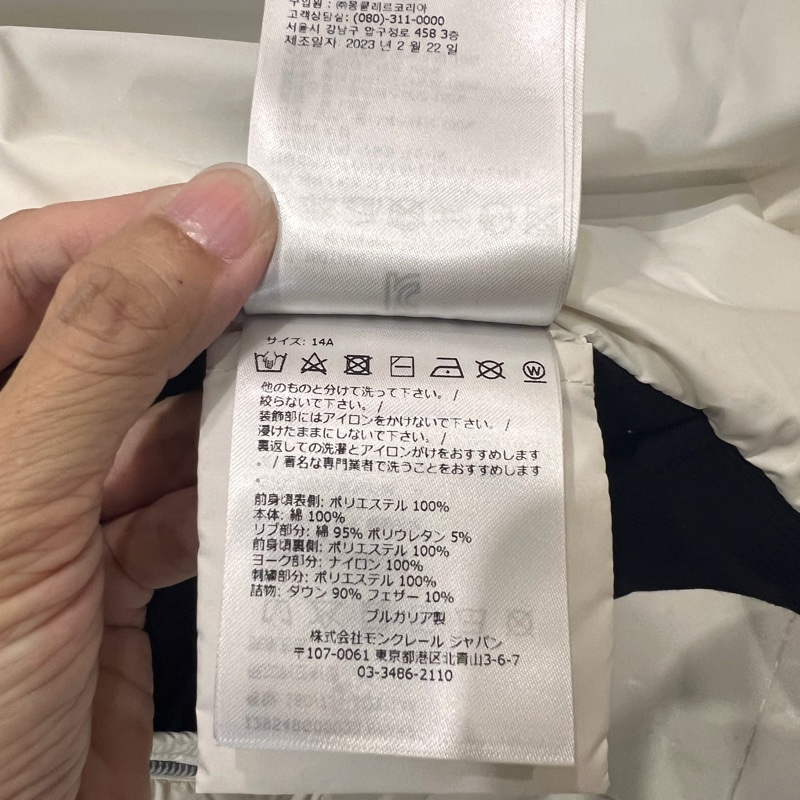 수입원 : ㈜몽클레르코리아
고객상담실: (080)-311-0000
서울시 강남구 압구정로 458 3층
제조일자: 2023 년 2 월 22 일
サイズ: 14A
W
他のものと分けて洗って下さい。/
絞らないで下さい。/
装飾部にはアイロンをかけないで下さい。/
浸けたままにしないで下さい。/
裏返しての洗濯とアイロンがけをおすすめします
。/ 著名な専門業者で洗うことをおすすめします
。
前身頃表側: ポリエステル 100%
本体: 綿 100%
リブ部分: 綿 95% ポリウレタン 5%
前身頃裏側: ポリエステル 100%
ヨーク部分: ナイロン 100%
刺繍部分: ポリエステル 100%
詰物: ダウン 90% フェザー 10%
ブルガリア製
株式会社モンクレール ジャパン
〒107-0061 東京都港区北青山3-6-7
03-3486-2110